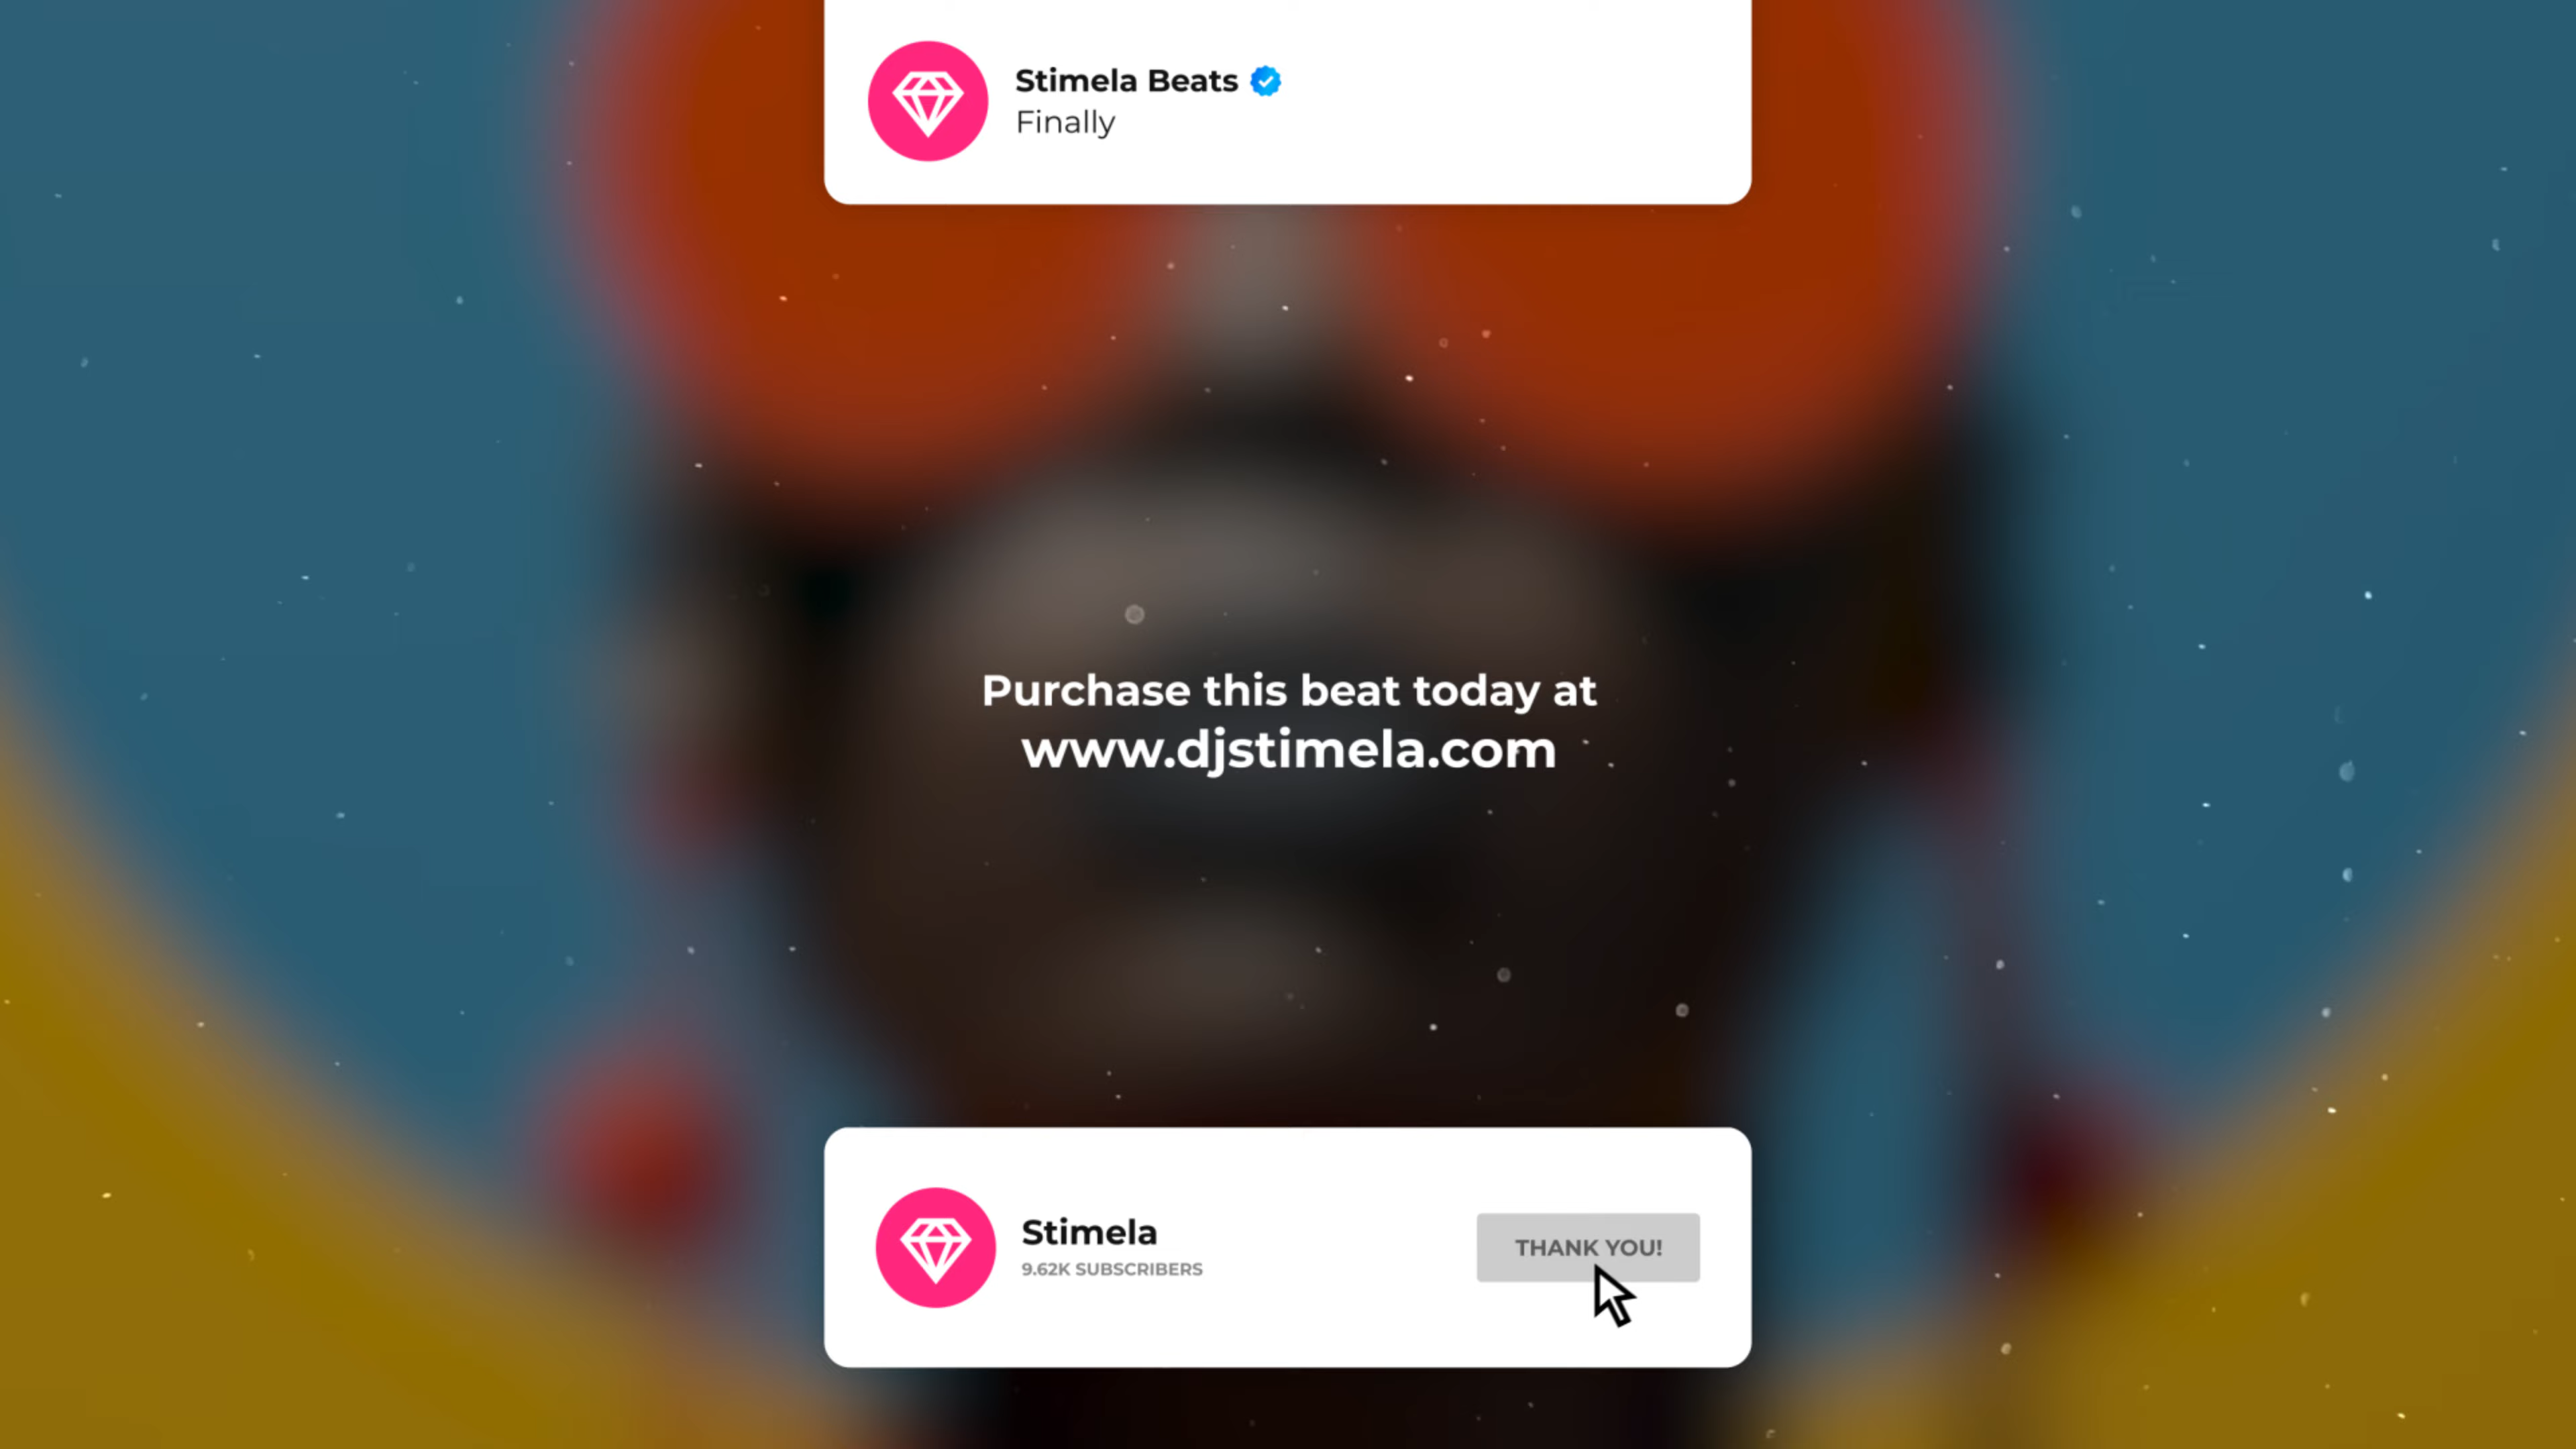 Stimela Beats
Finally
Purchase this beat today at
www.djstimela.com
Stimela
9.62K SUBSCRIBERS
THANK YOU!